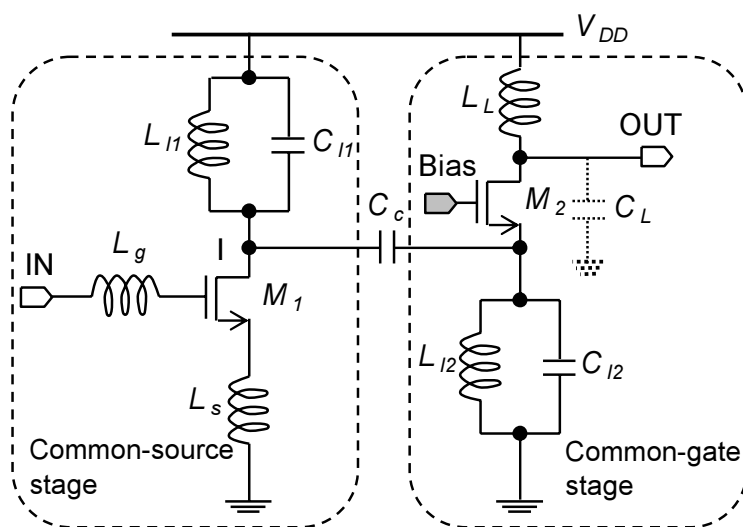 V_DD
L_l1
C_l1
L_L
OUT
Bias
M_2
C_L
C_c
IN
L_g
I
M_1
L_s
L_l2
C_l2
Common-source
stage
Common-gate
stage